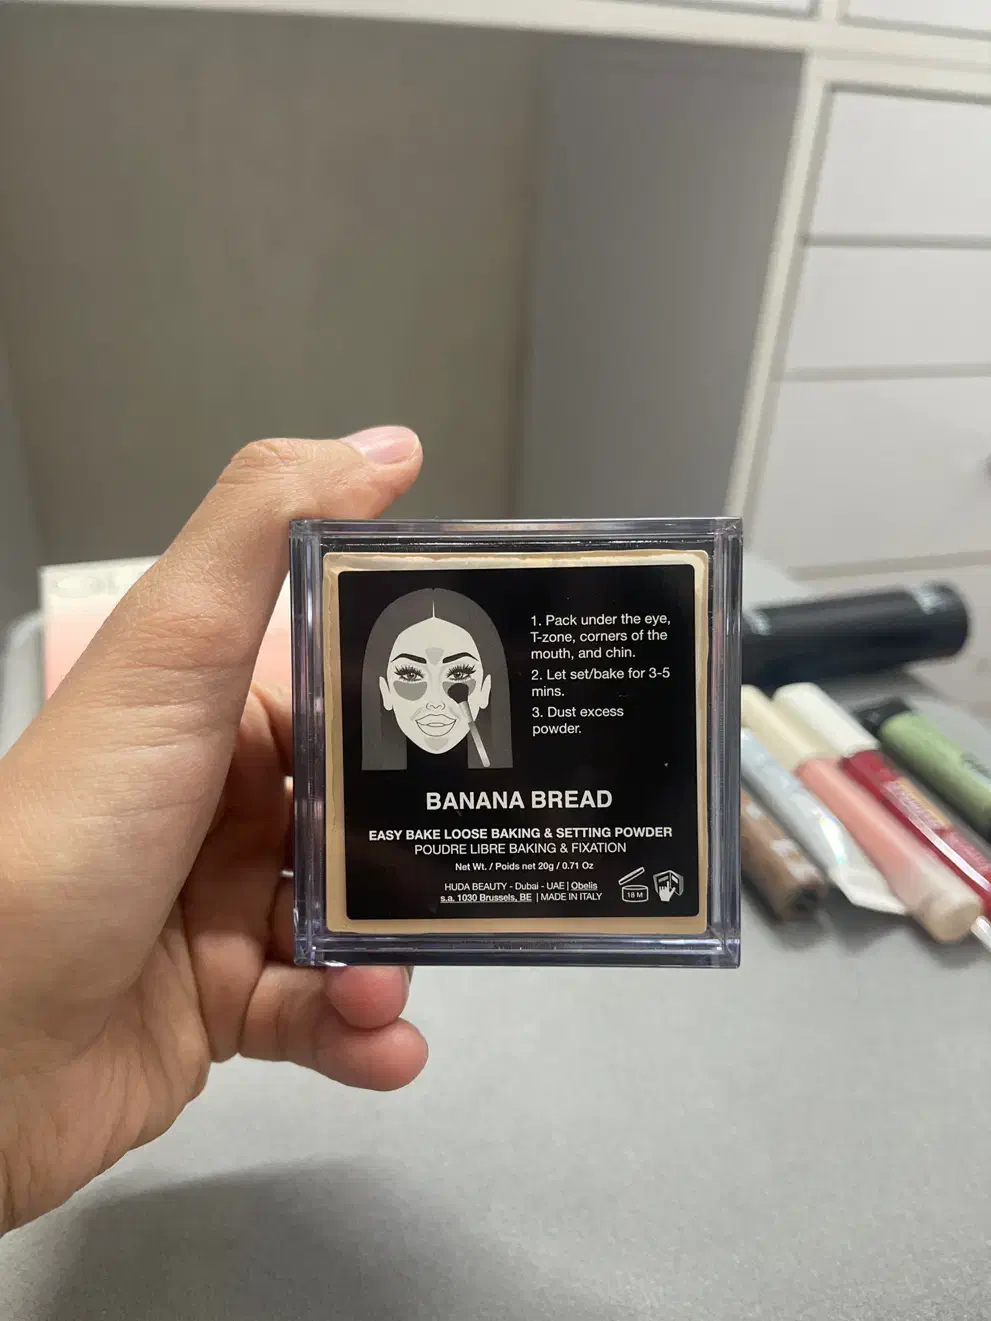 1. Pack under the eye,
T-zone, corners of the
mouth, and chin.
2. Let set/bake for 3-5
mins.
3. Dust excess
powder.
BANANA BREAD
EASY BAKE LOOSE BAKING & SETTING POWDER
POUDRE LIBRE BAKING & FIXATION
Net Wt. / Poids net 20g / 0.71 Oz
HUDA BEAUTY - Dubai - UAE | Obelis
s.a. 1030 Brussels, BE | MADE IN ITALY
18 M